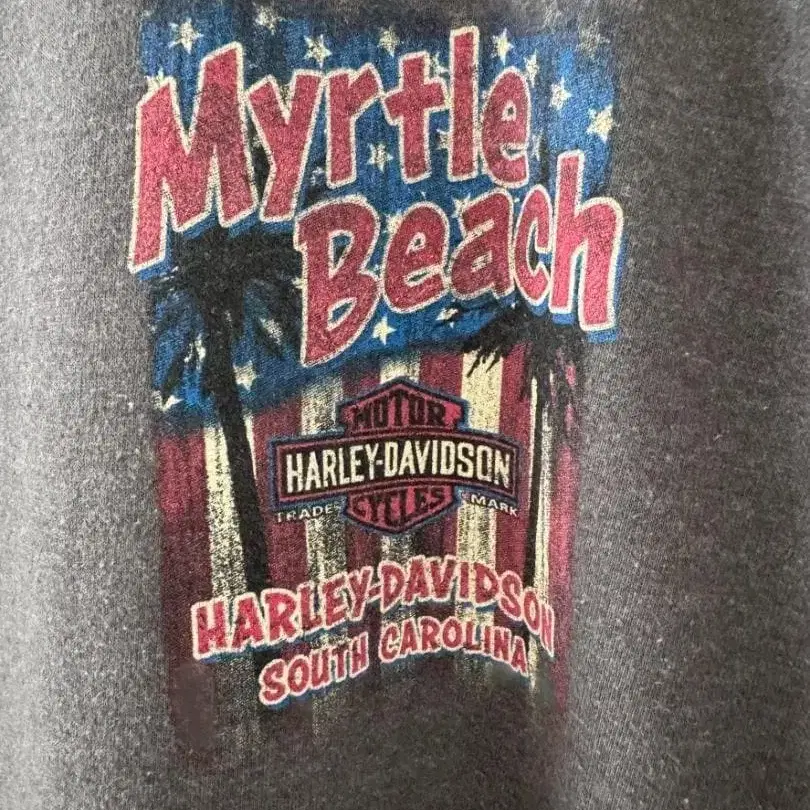 Myrtle
Beach
MOTOR
HARLEY-DAVIDSON
CYCLES
TRADE MARK
HARLEY-DAVIDSON
SOUTH CAROLINA